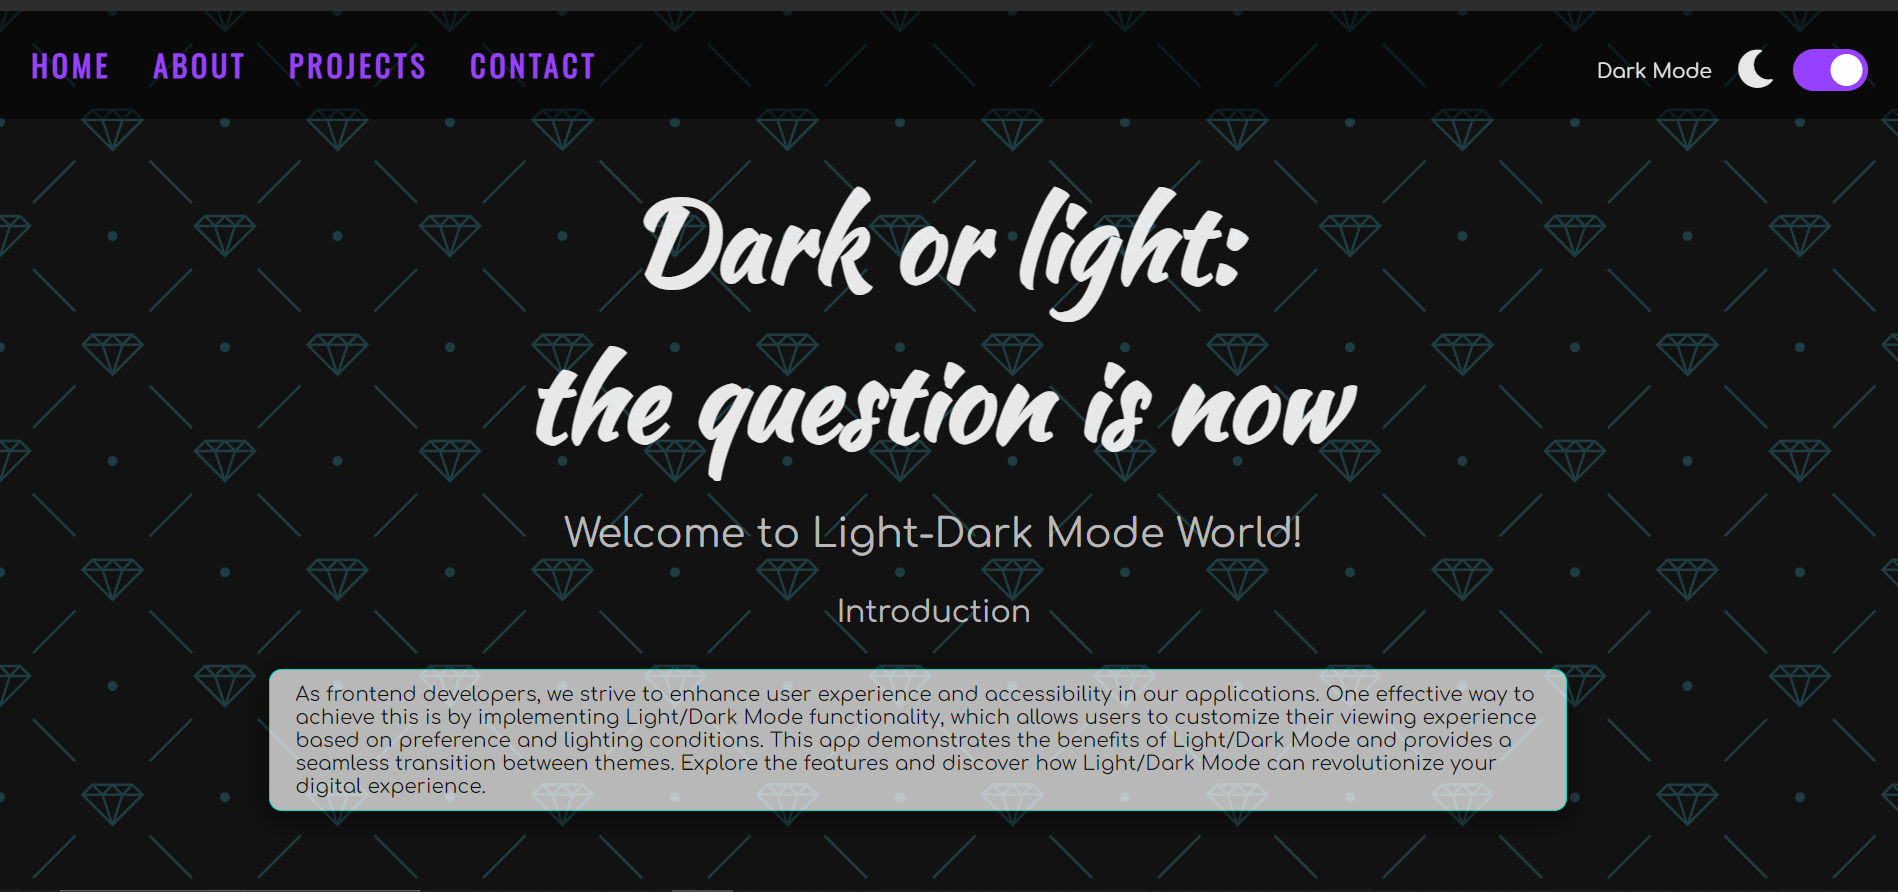 HOME ABOUT PROJECTS CONTACT Dark Mode
Dark or light:
the question is now
Welcome to Light-Dark Mode World!
Introduction
As frontend developers, we strive to enhance user experience and accessibility in our applications. One effective way to
achieve this is by implementing Light/Dark Mode functionality, which allows users to customize their viewing experience
based on preference and lighting conditions. This app demonstrates the benefits of Light/Dark Mode and provides a
seamless transition between themes. Explore the features and discover how Light/Dark Mode can revolutionize your
digital experience.